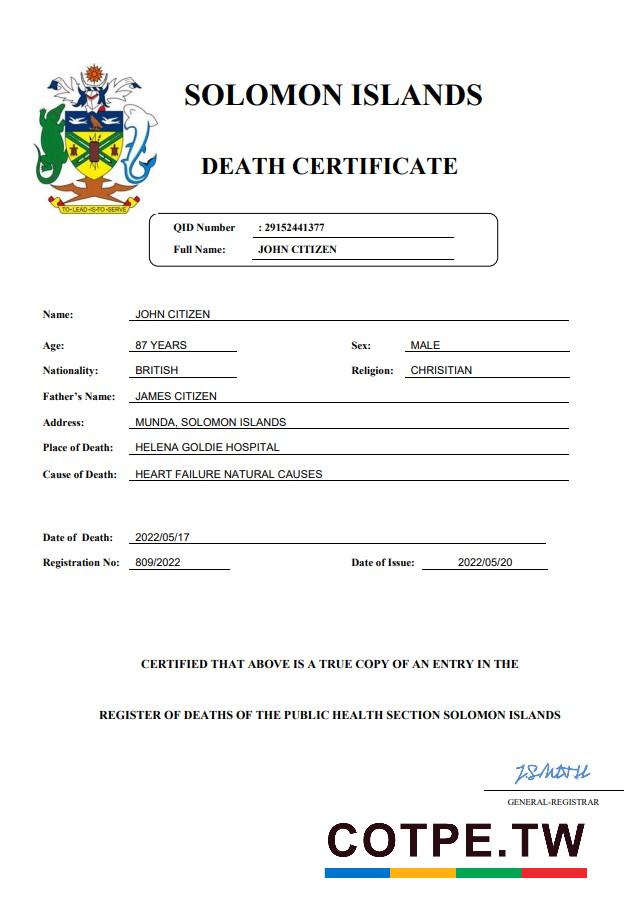 SOLOMON ISLANDS
DEATH CERTIFICATE
TO•LEAD•IS•TO•SERVE
QID Number : 29152441377
Full Name: JOHN CITIZEN
Name: JOHN CITIZEN
Age: 87 YEARS Sex: MALE
Nationality: BRITISH Religion: CHRISITIAN
Father's Name: JAMES CITIZEN
Address: MUNDA, SOLOMON ISLANDS
Place of Death: HELENA GOLDIE HOSPITAL
Cause of Death: HEART FAILURE NATURAL CAUSES
Date of Death: 2022/05/17
Registration No: 809/2022 Date of Issue: 2022/05/20
CERTIFIED THAT ABOVE IS A TRUE COPY OF AN ENTRY IN THE
REGISTER OF DEATHS OF THE PUBLIC HEALTH SECTION SOLOMON ISLANDS
GENERAL-REGISTRAR
COTPE.TW